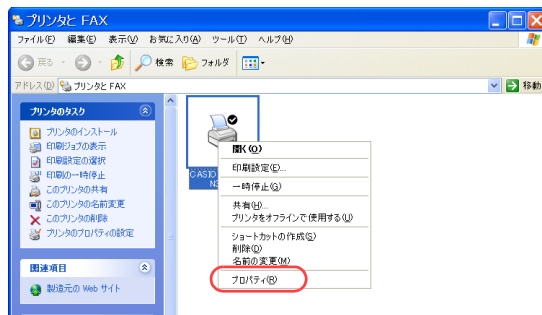 プリンタと FAX
ファイル(F) 編集(E) 表示(V) お気に入り(A) ツール(T) ヘルプ(H)
戻る 検索 フォルダ
アドレス(D) プリンタと FAX 移動
プリンタのタスク
プリンタのインストール
印刷ジョブの表示
印刷設定の選択
印刷の一時停止
このプリンタの共有
このプリンタの名前変更
このプリンタの削除
プリンタのプロパティの設定
関連項目
製造元の Web サイト
CASIO
開く(O)
印刷設定(E)...
一時停止(G)
共有(H)...
プリンタをオフラインで使用する(U)
ショートカットの作成(S)
削除(D)
名前の変更(M)
プロパティ(R)